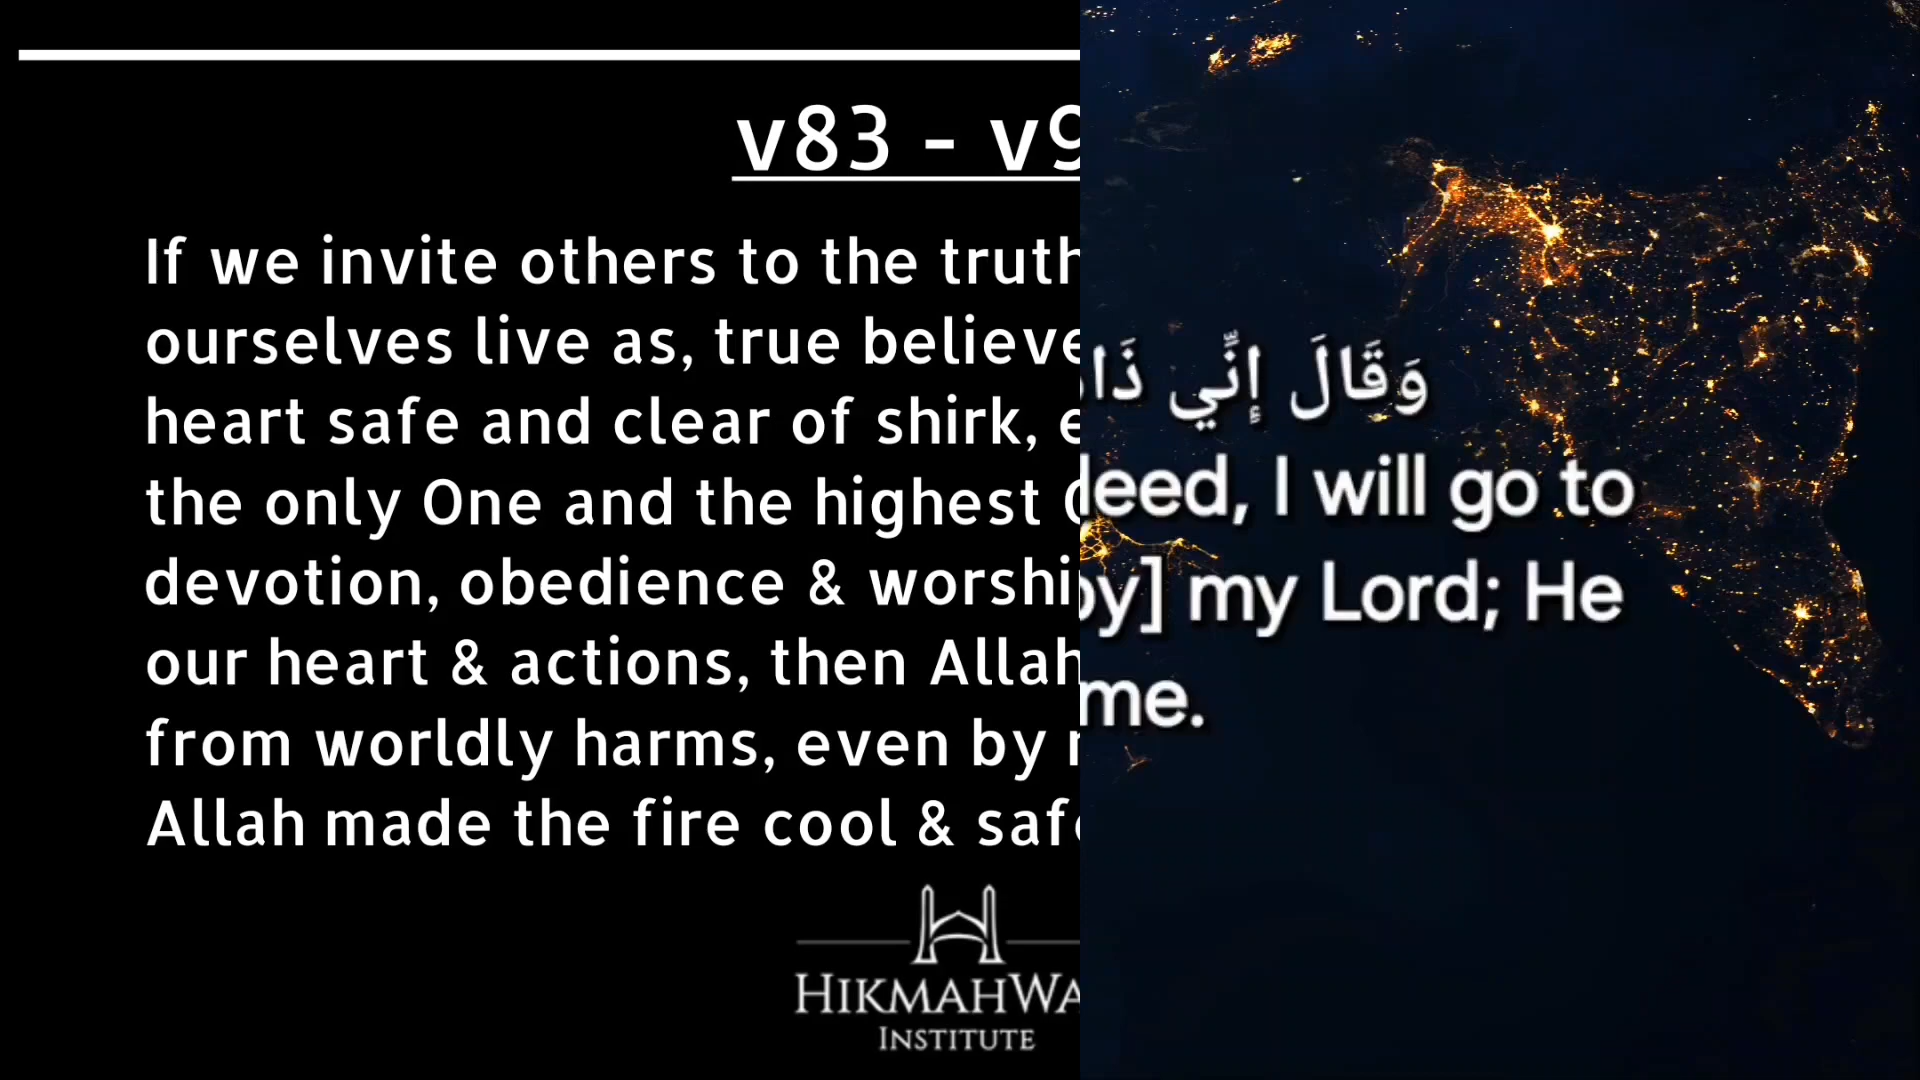 v83 - v9
If we invite others to the truth
ourselves live as, true believe
heart safe and clear of shirk,
the only One and the highest
devotion, obedience & worshi
our heart & actions, then Allah
from worldly harms, even by
Allah made the fire cool & safe
HIKMAHWA
INSTITUTE
وَقَالَ إِنِّي ذَا
deed, I will go to
by] my Lord; He
me.